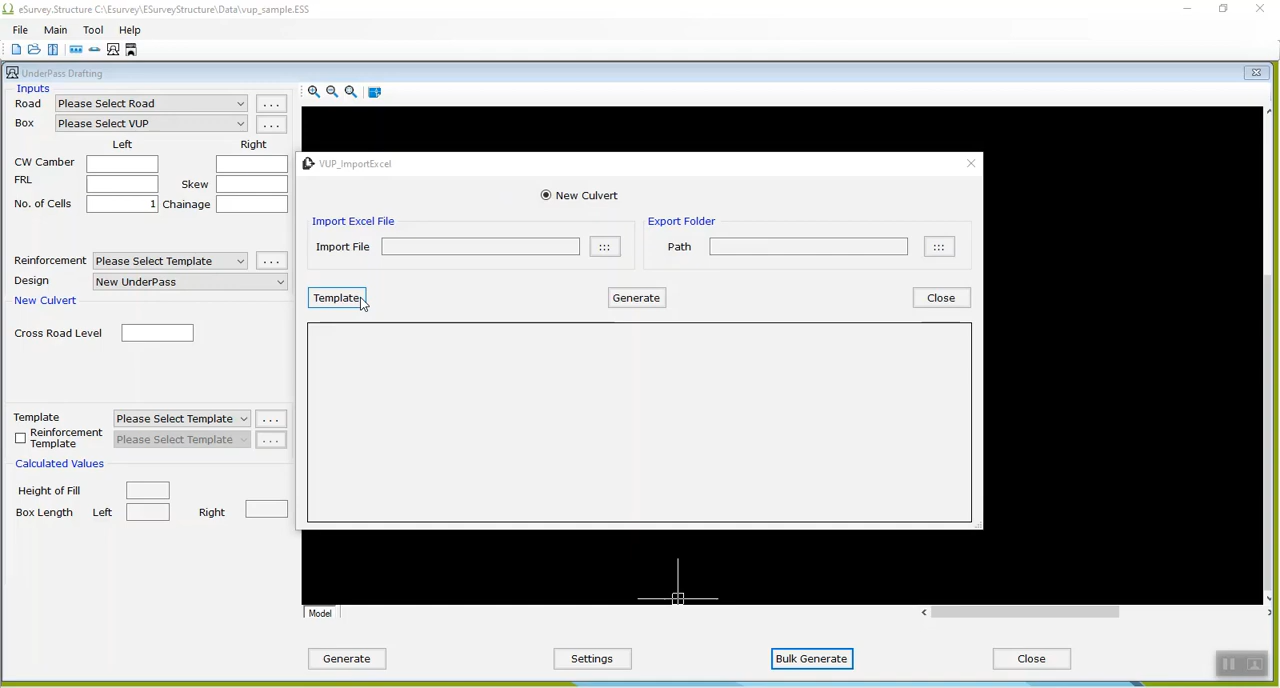 eSurvey.Structure C:\Esurvey\ESurveyStructure\Data\vup_sample.ESS
File Main Tool Help
UnderPass Drafting
Inputs
Road Please Select Road ...
Box Please Select VUP ...
Left Right
CW Camber
FRL Skew
No. of Cells 1 Chainage
Reinforcement Please Select Template ...
Design New UnderPass
New Culvert
Cross Road Level
Template Please Select Template ...
Reinforcement Template Please Select Template ...
Calculated Values
Height of Fill
Box Length Left Right
VUP_ImportExcel
New Culvert
Import Excel File Export Folder
Import File ::: Path :::
Template Generate Close
Model
Generate Settings Bulk Generate Close